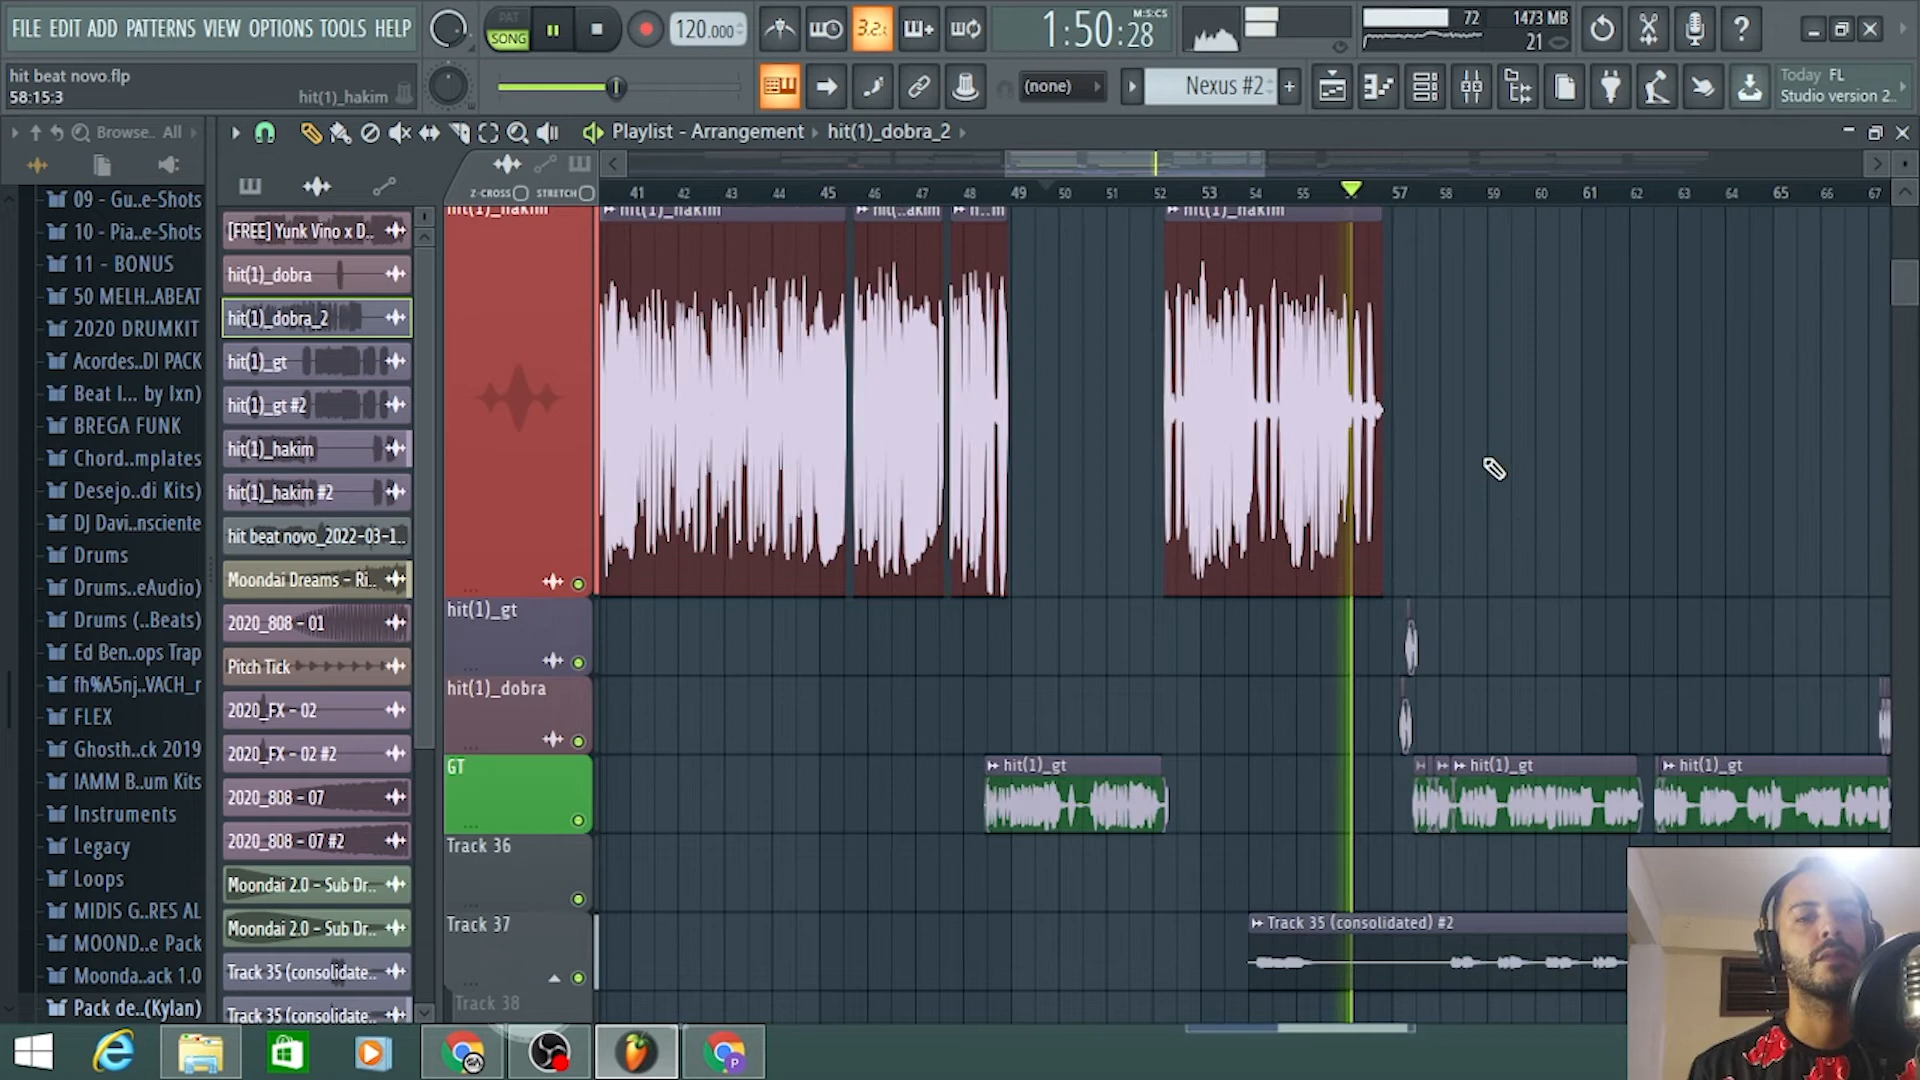 FILE EDIT ADD PATTERNS VIEW OPTIONS TOOLS HELP
PAT
SONG
120.000
3.2.
1:50:28
M:S:CS
72
1473 MB
21
hit beat novo.flp
58:15:3
hit(1)_hakim
(none)
Nexus #2
Today FL
Studio version 2..
Browse.. All
Playlist - Arrangement
hit(1)_dobra_2
Z-CROSS
STRETCH
41 42 43 44 45 46 47 48 49 50 51 52 53 54 55 57 58 59 60 61 62 63 64 65 66 67
09 - Gu..e-Shots
10 - Pia..e-Shots
11 - BONUS
50 MELH..ABEAT
2020 DRUMKIT
Acordes..DI PACK
Beat I... by Ixn)
BREGA FUNK
Chord..mplates
Desejo..di Kits)
DJ Davi..nsciente
Drums
Drums..eAudio)
Drums (..Beats)
Ed Ben..ops Trap
fh%A5nj..VACH_r
FLEX
Ghosth..ck 2019
IAMM B..um Kits
Instruments
Legacy
Loops
MIDIS G..RES AL
MOOND..e Pack
Moonda..ack 1.0
Pack de..(Kylan)
[FREE] Yunk Vino x D..
hit(1)_dobra
hit(1)_dobra_2
hit(1)_gt
hit(1)_gt #2
hit(1)_hakim
hit(1)_hakim #2
hit beat novo_2022-03-1..
Moondai Dreams - Ri..
2020_808 - 01
Pitch Tick
2020_FX - 02
2020_FX - 02 #2
2020_808 - 07
2020_808 - 07 #2
Moondai 2.0 - Sub Dr..
Moondai 2.0 - Sub Dr..
Track 35 (consolidate..
Track 35 (consolidate..
hit(1)_hakim
hit(1)_hakim
hit(..akim
h..m
hit(1)_hakim
hit(1)_gt
hit(1)_dobra
GT
hit(1)_gt
hit(1)_gt
hit(1)_gt
Track 36
Track 37
Track 35 (consolidated) #2
Track 38